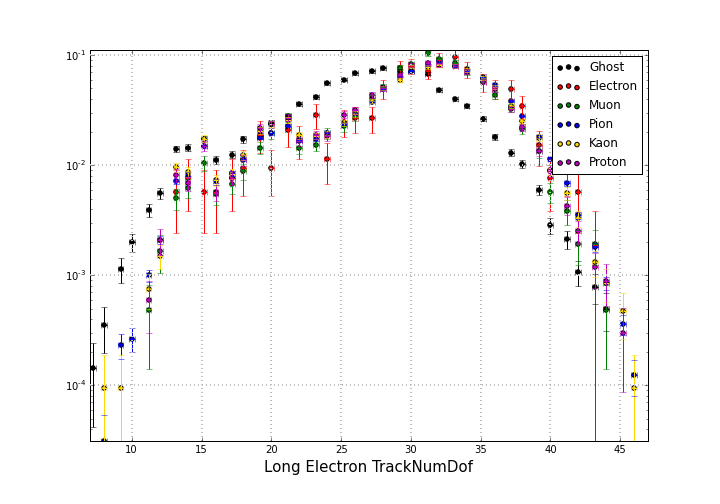 10⁻¹
10⁻²
10⁻³
10⁻⁴
Ghost
Electron
Muon
Pion
Kaon
Proton
10 15 20 25 30 35 40 45
Long Electron TrackNumDof